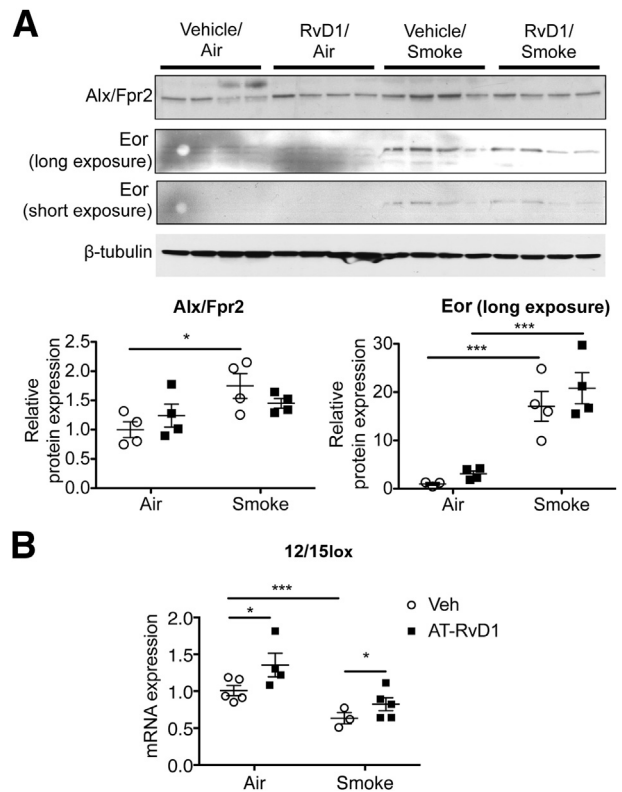 A
Vehicle/
Air
RvD1/
Air
Vehicle/
Smoke
RvD1/
Smoke
Alx/Fpr2
Eor
(long exposure)
Eor
(short exposure)
β-tubulin
Alx/Fpr2
Relative
protein expression
2.5
2.0
1.5
1.0
0.5
0.0
*
Air
Smoke
Eor (long exposure)
Relative
protein expression
30
20
10
0
***
***
Air
Smoke
B
12/15lox
mRNA expression
2.0
1.5
1.0
0.5
0.0
***
*
*
Air
Smoke
Veh
AT-RvD1